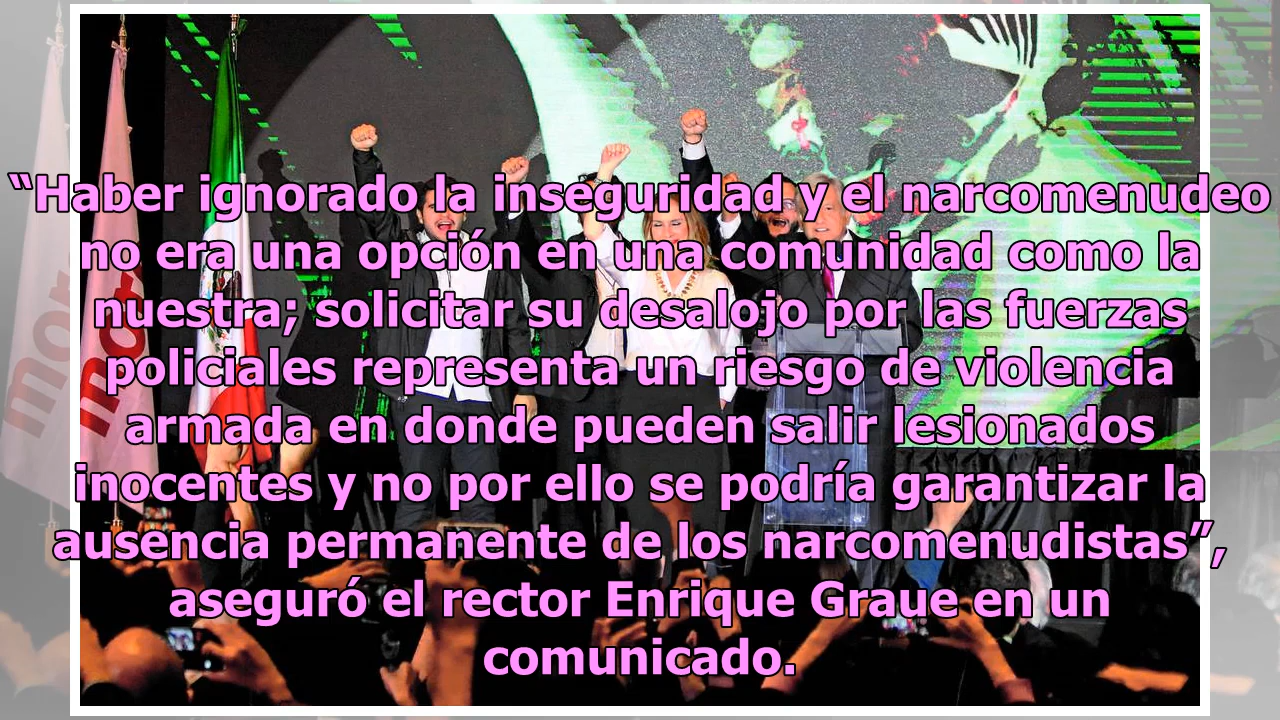 “Haber ignorado la inseguridad y el narcomenudeo
no era una opción en una comunidad como la
nuestra; solicitar su desalojo por las fuerzas
policiales representa un riesgo de violencia
armada en donde pueden salir lesionados
inocentes y no por ello se podría garantizar la
ausencia permanente de los narcomenudistas”,
aseguró el rector Enrique Graue en un
comunicado.
mor
mor